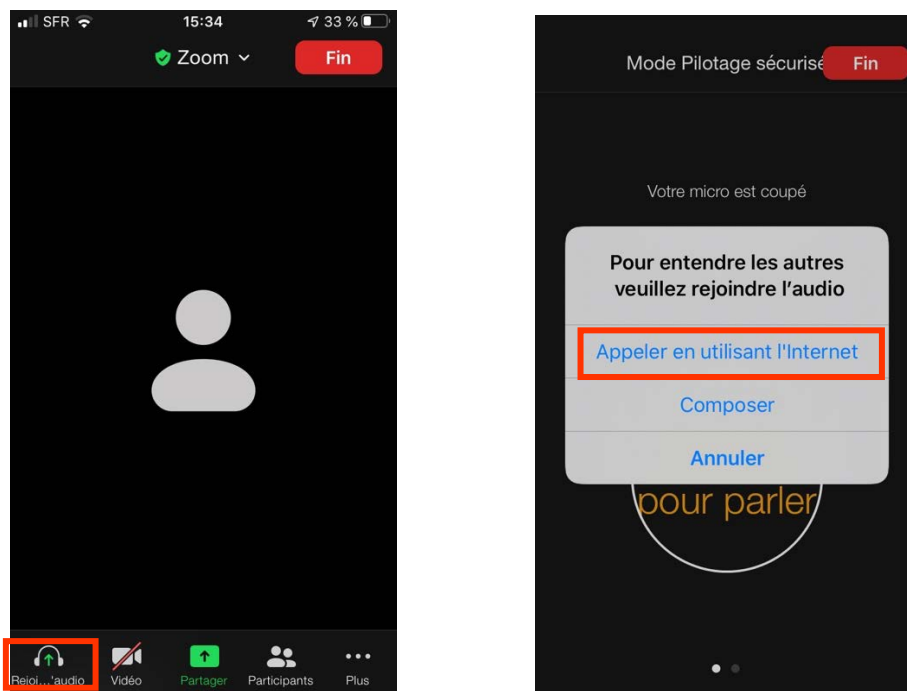 SFR 15:34 33 %
Zoom Fin
Rejoi…'audio Vidéo Partager Participants Plus
Mode Pilotage sécurisé Fin
Votre micro est coupé
Pour entendre les autres
veuillez rejoindre l'audio
Appeler en utilisant l'Internet
Composer
Annuler
pour parler